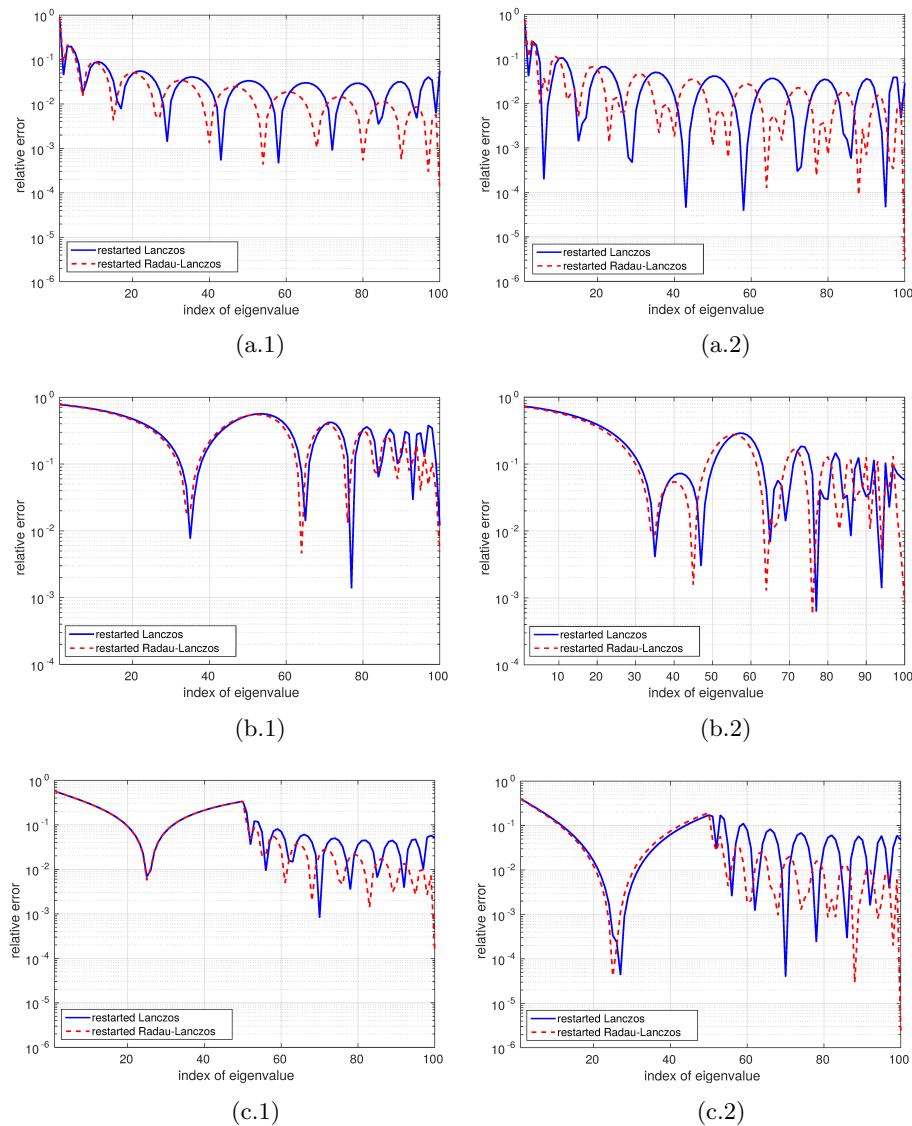 10^0
10^-1
10^-2
10^-3
10^-4
10^-5
10^-6
relative error
restarted Lanczos
restarted Radau-Lanczos
20 40 60 80 100
index of eigenvalue
(a.1)
10^0
10^-1
10^-2
10^-3
10^-4
10^-5
10^-6
relative error
restarted Lanczos
restarted Radau-Lanczos
20 40 60 80 100
index of eigenvalue
(a.2)
10^0
10^-1
10^-2
10^-3
10^-4
relative error
restarted Lanczos
restarted Radau-Lanczos
20 40 60 80 100
index of eigenvalue
(b.1)
10^0
10^-1
10^-2
10^-3
10^-4
relative error
restarted Lanczos
restarted Radau-Lanczos
10 20 30 40 50 60 70 80 90 100
index of eigenvalue
(b.2)
10^0
10^-1
10^-2
10^-3
10^-4
10^-5
10^-6
relative error
restarted Lanczos
restarted Radau-Lanczos
20 40 60 80 100
index of eigenvalue
(c.1)
10^0
10^-1
10^-2
10^-3
10^-4
10^-5
10^-6
relative error
restarted Lanczos
restarted Radau-Lanczos
20 40 60 80 100
index of eigenvalue
(c.2)